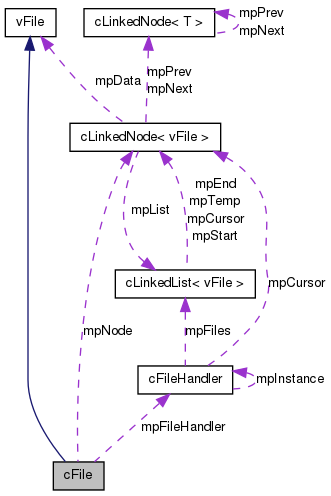 vFile
cLinkedNode< T >
mpPrev
mpNext
mpData
mpPrev
mpNext
cLinkedNode< vFile >
mpList
mpEnd
mpTemp
mpCursor
mpStart
cLinkedList< vFile >
mpCursor
mpNode
mpFiles
cFileHandler
mpInstance
mpFileHandler
cFile